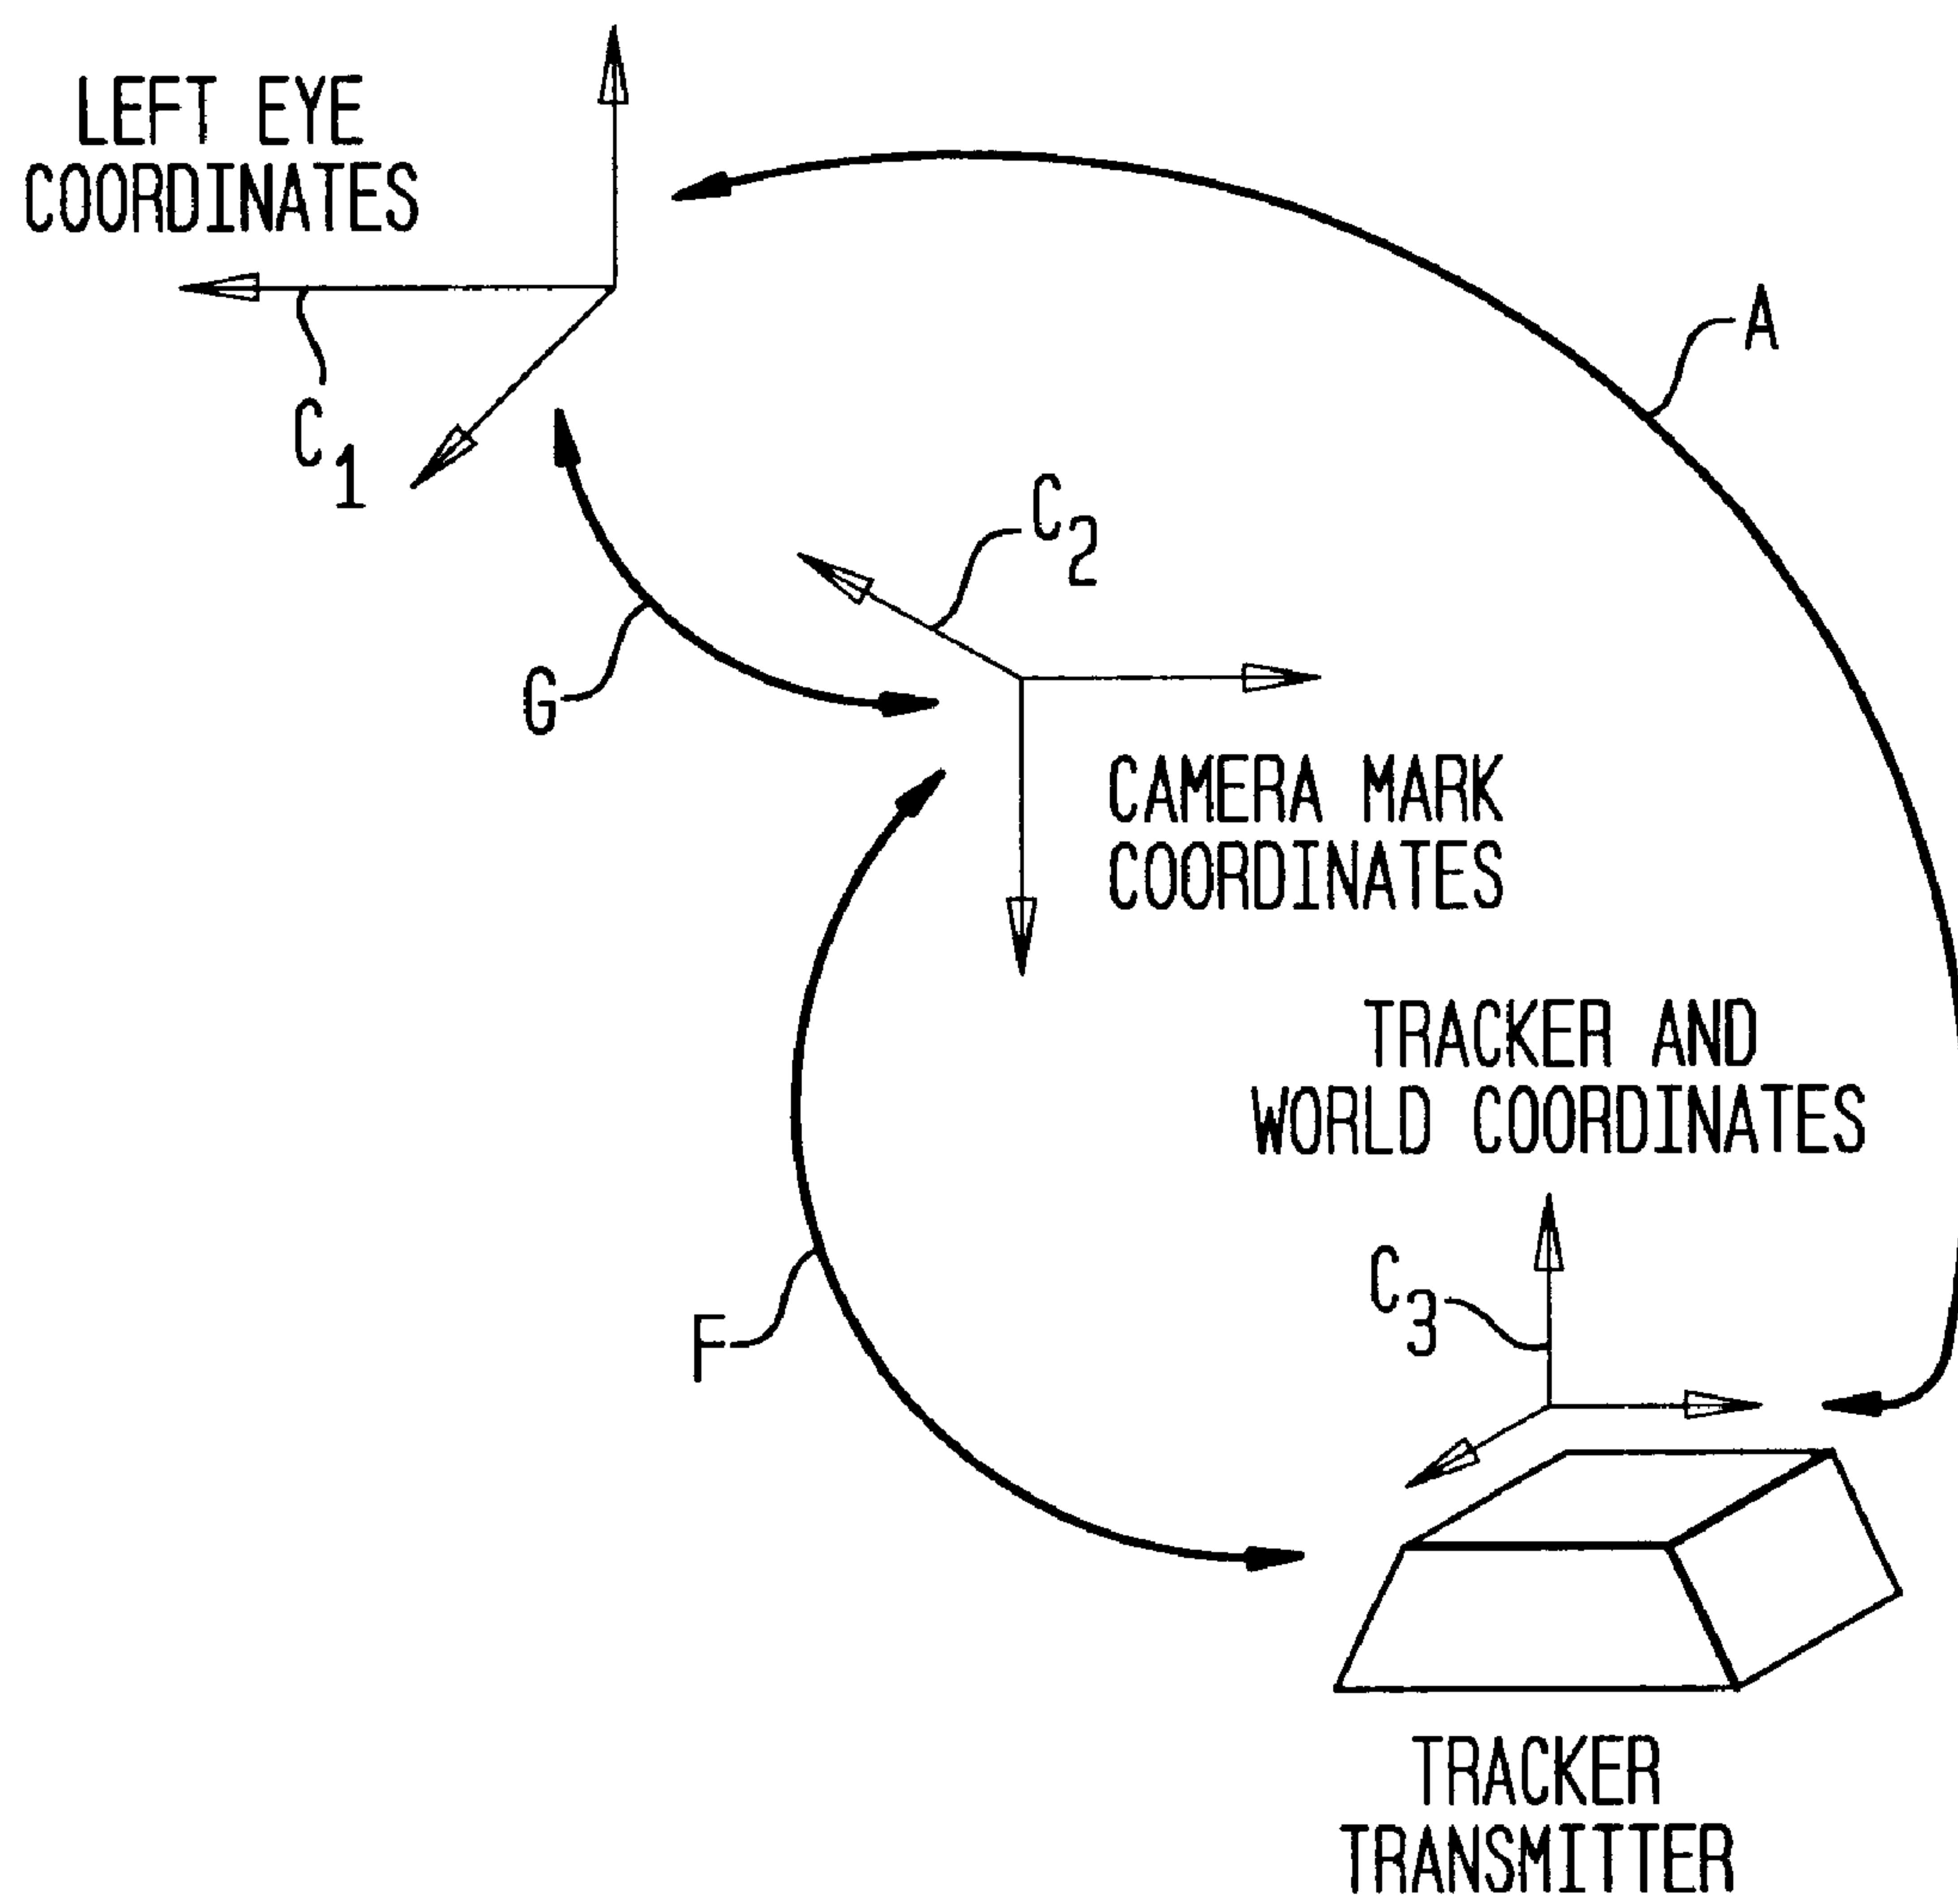 LEFT EYE
COORDINATES
A
C1
C2
G
CAMERA MARK
COORDINATES
TRACKER AND
WORLD COORDINATES
C3
F
TRACKER
TRANSMITTER